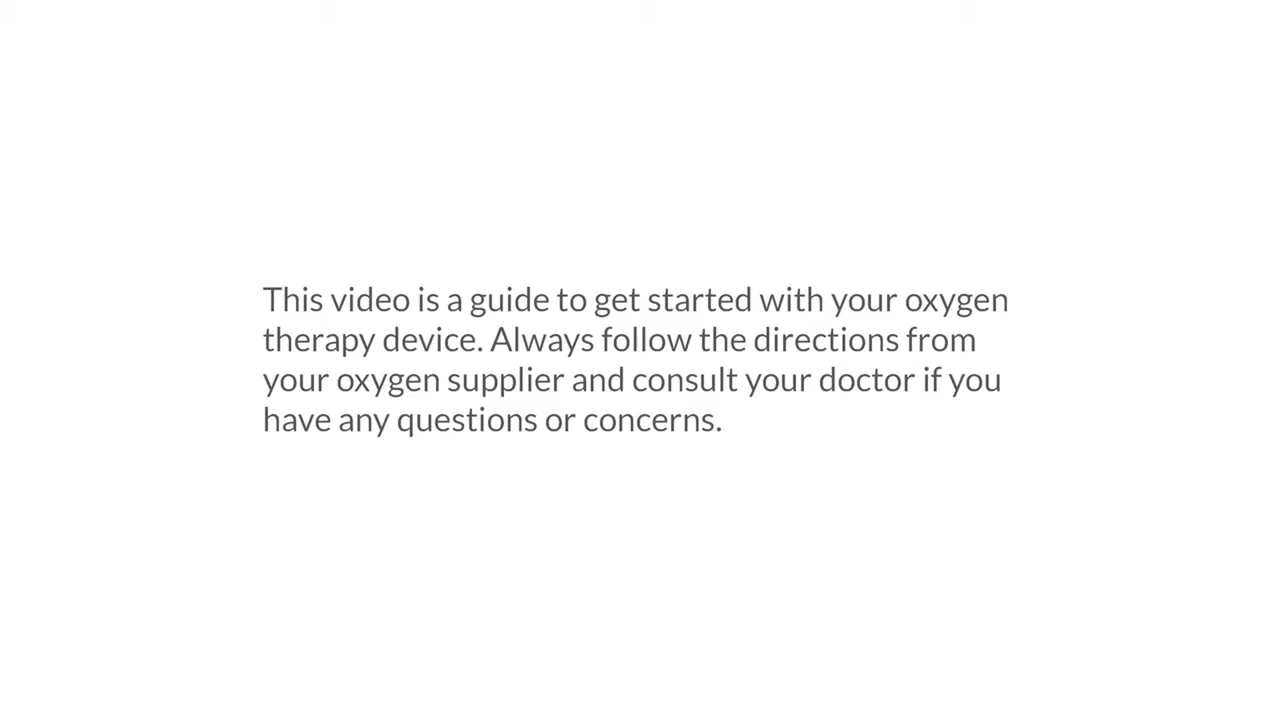 This video is a guide to get started with your oxygen
therapy device. Always follow the directions from
your oxygen supplier and consult your doctor if you
have any questions or concerns.